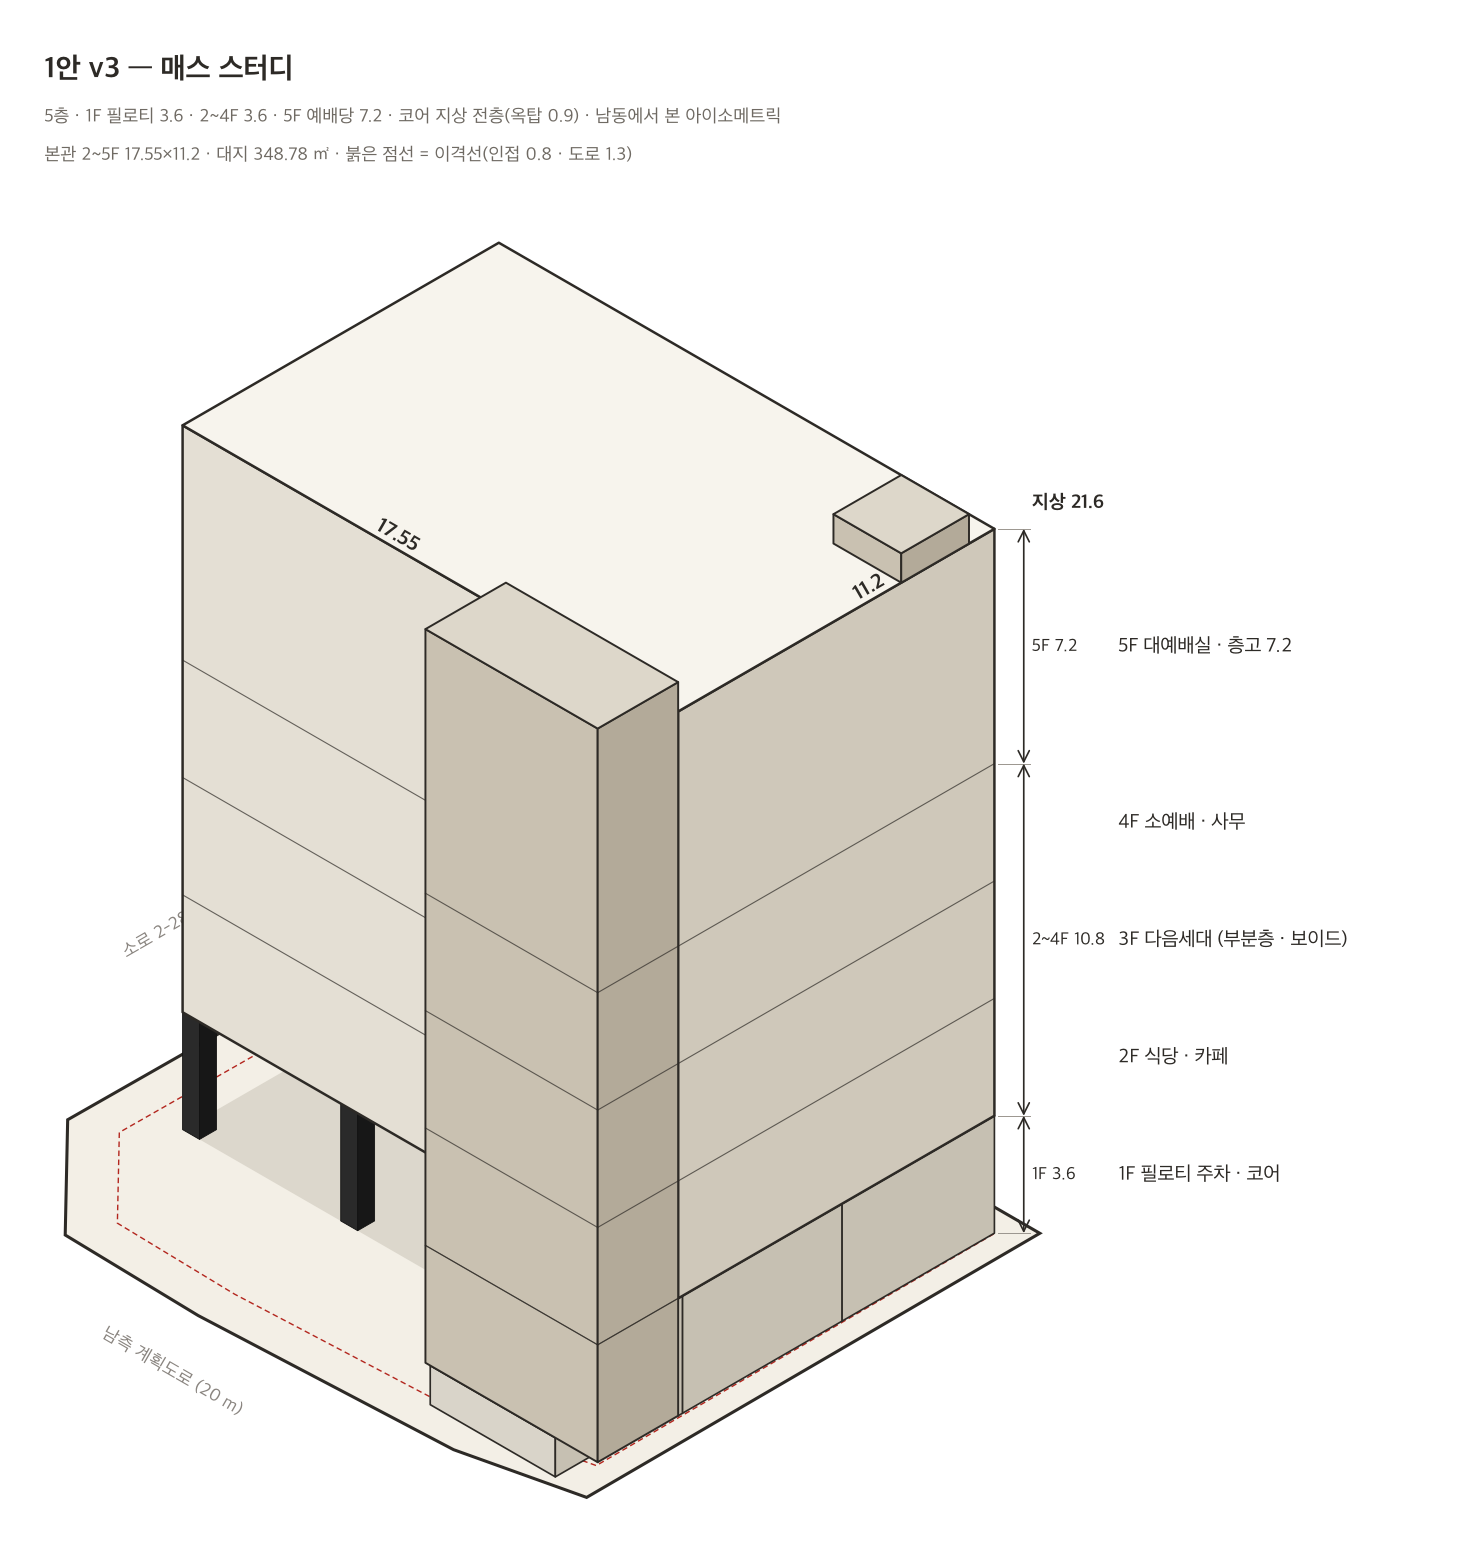 1안 v3 — 매스 스터디
5층 · 1F 필로티 3.6 · 2~4F 3.6 · 5F 예배당 7.2 · 코어 지상 전층(옥탑 0.9) · 남동에서 본 아이소메트릭
본관 2~5F 17.55×11.2 · 대지 348.78 ㎡ · 붉은 점선 = 이격선(인접 0.8 · 도로 1.3)
지상 21.6
17.55
11.2
5F 7.2
5F 대예배실 · 층고 7.2
4F 소예배 · 사무
소로 2-28
2~4F 10.8
3F 다음세대 (부분층 · 보이드)
2F 식당 · 카페
1F 3.6
1F 필로티 주차 · 코어
남측 계획도로 (20 m)